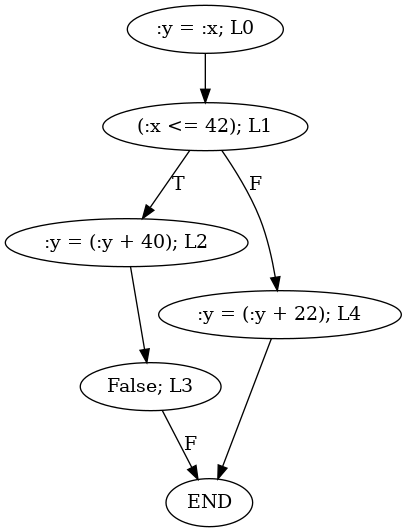 :y = :x; L0
(:x <= 42); L1
T
F
:y = (:y + 40); L2
:y = (:y + 22); L4
False; L3
F
END